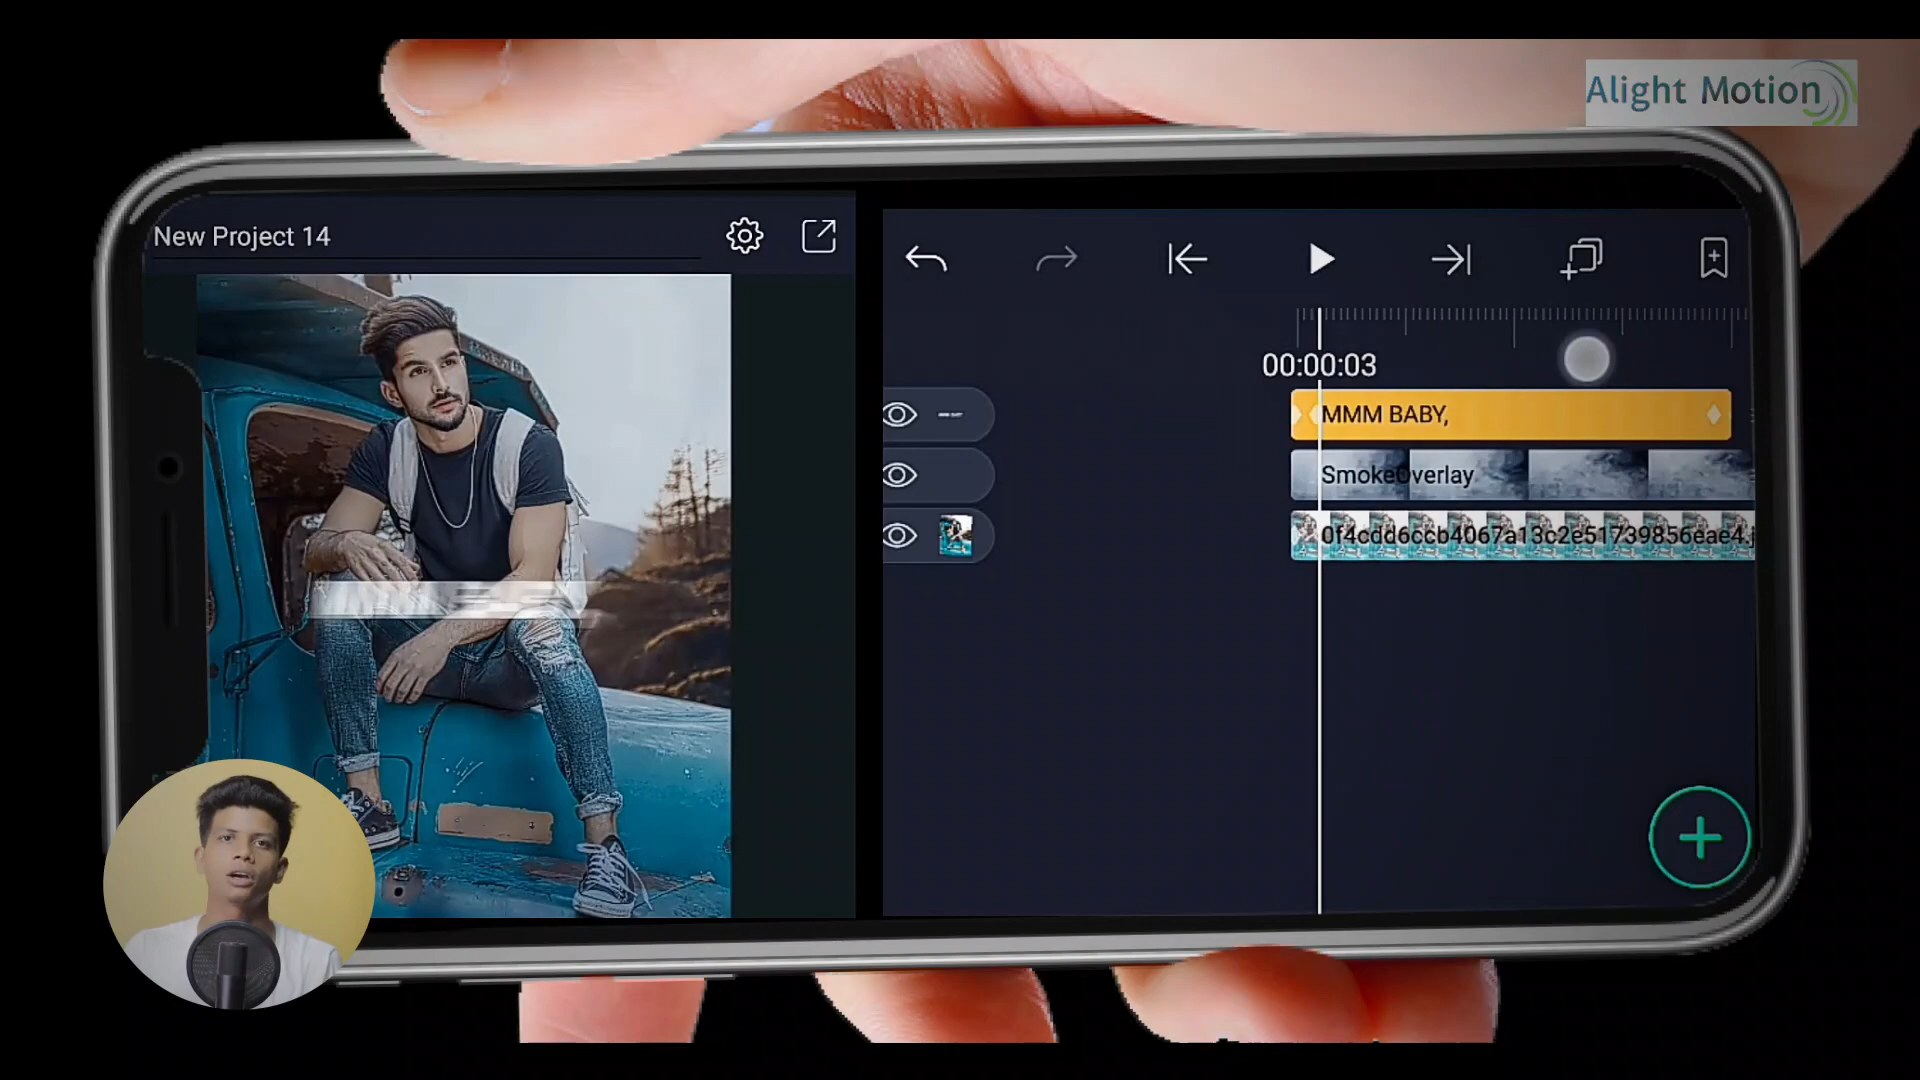 Alight Motion
New Project 14
00:00:03
MMM BABY,
SmokeOverlay
0f4cdd6ccb4067a13c2e51739856eae4.j